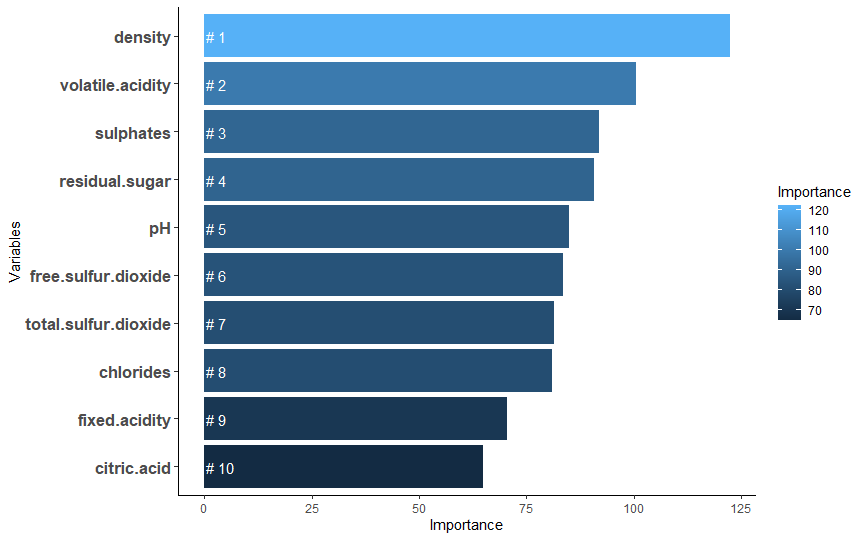 density
# 1
volatile.acidity
# 2
sulphates
# 3
residual.sugar
# 4
pH
# 5
free.sulfur.dioxide
# 6
total.sulfur.dioxide
# 7
chlorides
# 8
fixed.acidity
# 9
citric.acid
# 10
Variables
0 25 50 75 100 125
Importance
Importance
120
110
100
90
80
70